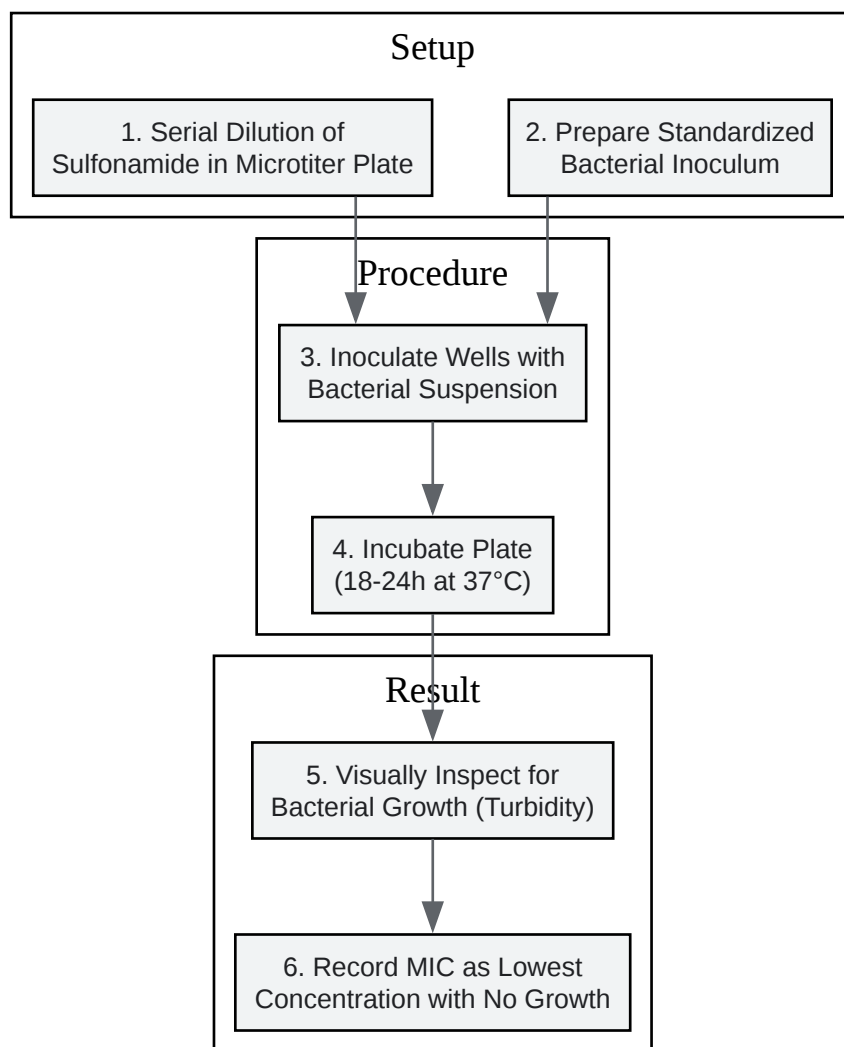 Setup
1. Serial Dilution of
Sulfonamide in Microtiter Plate
2. Prepare Standardized
Bacterial Inoculum
Procedure
3. Inoculate Wells with
Bacterial Suspension
4. Incubate Plate
(18-24h at 37°C)
Result
5. Visually Inspect for
Bacterial Growth (Turbidity)
6. Record MIC as Lowest
Concentration with No Growth